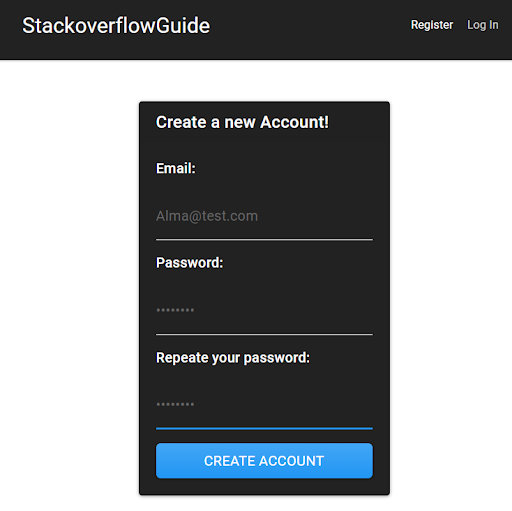 StackoverflowGuide
Register Log In
Create a new Account!
Email:
Alma@test.com
Password:
••••••••
Repeate your password:
••••••••
CREATE ACCOUNT